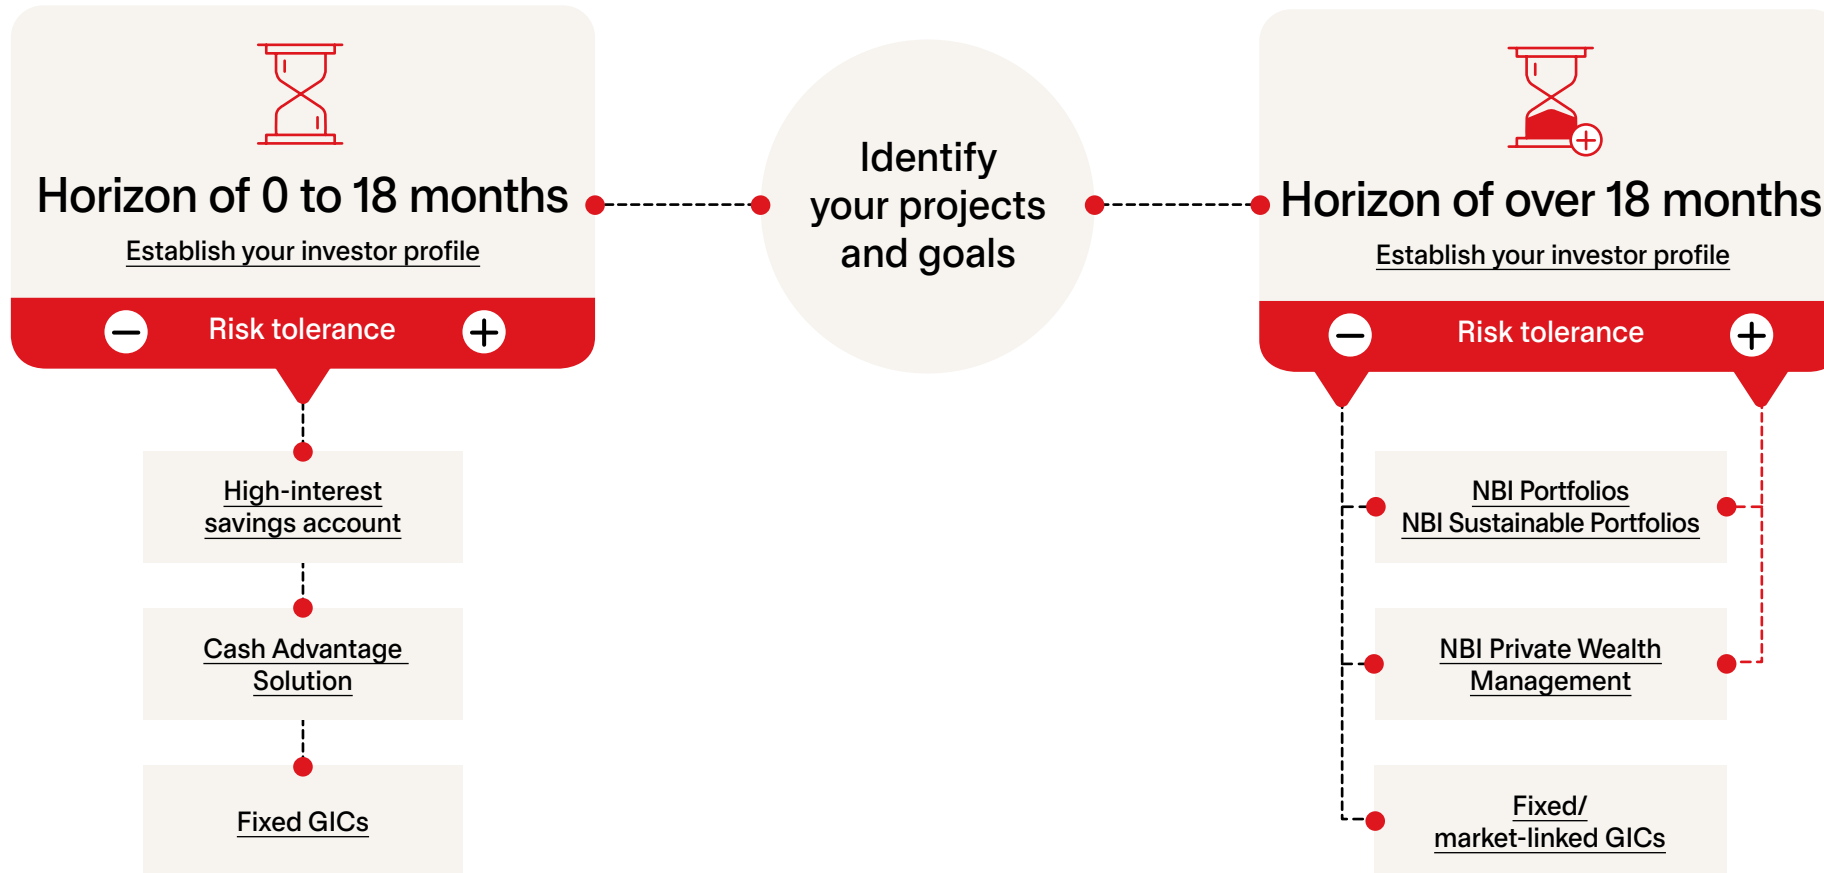 Horizon of 0 to 18 months
Establish your investor profile
Risk tolerance
High-interest
savings account
Cash Advantage
Solution
Fixed GICs
Identify
your projects
and goals
Horizon of over 18 months
Establish your investor profile
Risk tolerance
NBI Portfolios
NBI Sustainable Portfolios
NBI Private Wealth
Management
Fixed/
market-linked GICs